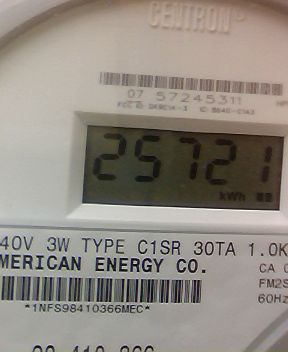 CENTRON
07 57245311
25721
kWh
40V 3W TYPE C1SR 30TA 1.0K
MERICAN ENERGY CO.
CA
FM2S
60Hz
*1NFS98410366MEC*